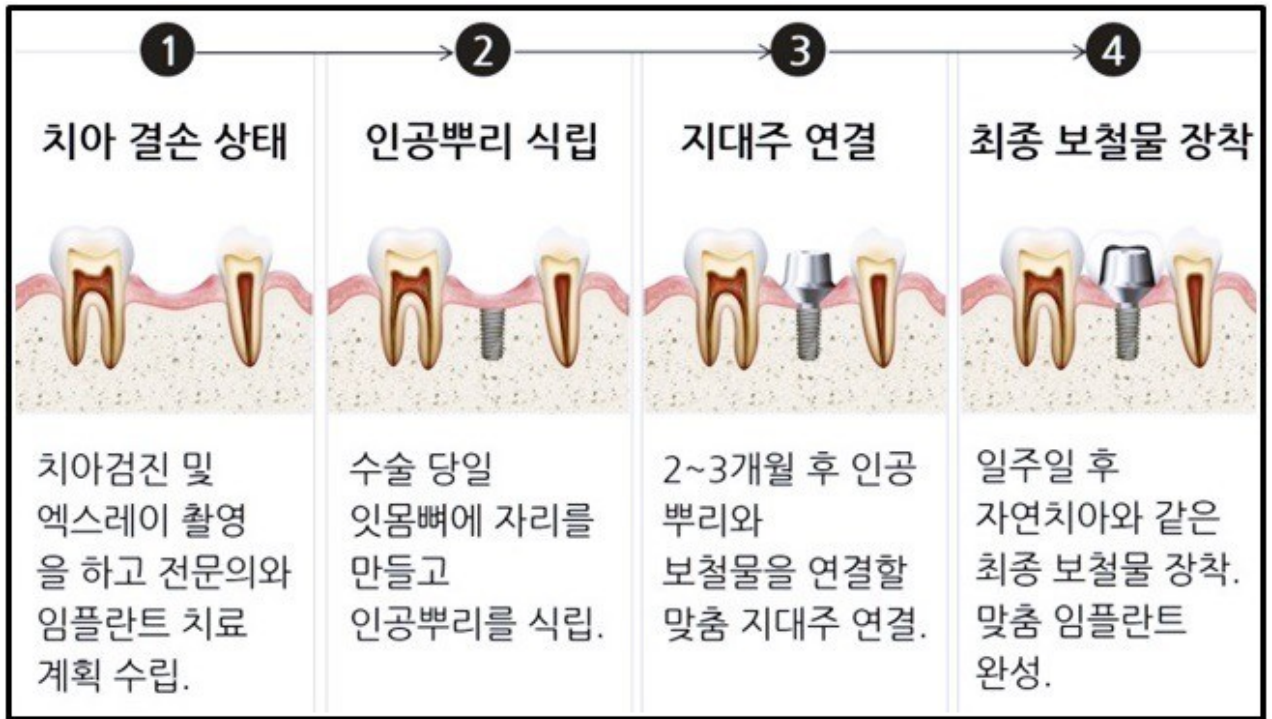 1
2
3
4
치아 결손 상태
인공뿌리 식립
지대주 연결
최종 보철물 장착
치아검진 및
엑스레이 촬영
을 하고 전문의와
임플란트 치료
계획 수립.
수술 당일
잇몸뼈에 자리를
만들고
인공뿌리를 식립.
2~3개월 후 인공
뿌리와
보철물을 연결할
맞춤 지대주 연결.
일주일 후
자연치아와 같은
최종 보철물 장착.
맞춤 임플란트
완성.